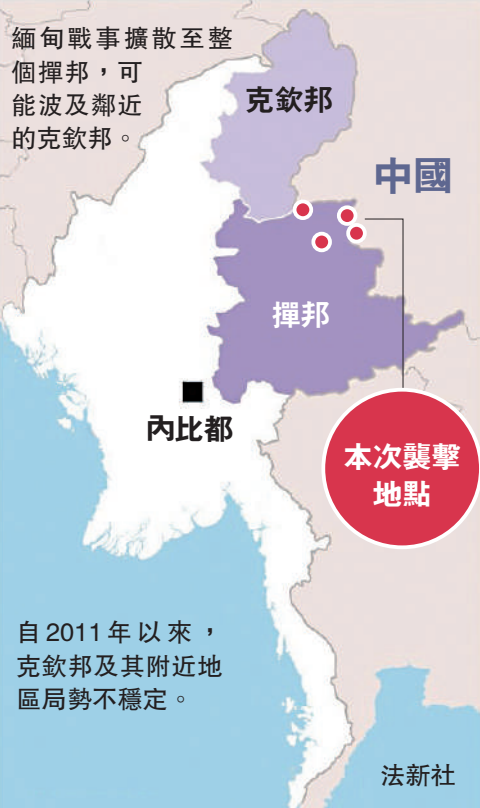 緬甸戰事擴散至整
個撣邦，可
能波及鄰近
的克欽邦。
克欽邦
中國
撣邦
內比都
本次襲擊
地點
自2011年以來，
克欽邦及其附近地
區局勢不穩定。
法新社